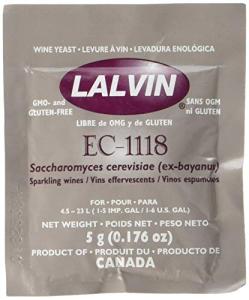 WINE YEAST • LEVURE À VIN • LEVADURA ENOLÓGICA
LALVIN®
GMO- and
GLUTEN-FREE
SANS OGM
ni GLUTEN
LIBRE de OMG y de GLUTEN
EC-1118
Saccharomyces cerevisiae (ex-bayanus)
Sparkling wines / Vins effervescents / Vinos espumosos
FOR / POUR / PARA
4.5 – 23 L ( 1-5 IMP. GAL / 1-6 U.S. GAL)
NET WEIGHT • POIDS NET • PESO NETO
5 g (0.176 oz)
PRODUCT OF • PRODUIT DU • PRODUCTO DE
CANADA